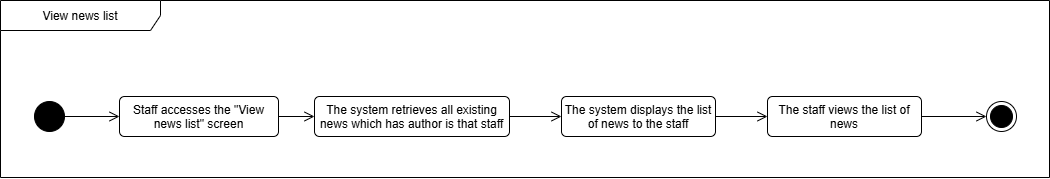 View news list
Staff accesses the "View
news list" screen
The system retrieves all existing
news which has author is that staff
The system displays the list
of news to the staff
The staff views the list of
news